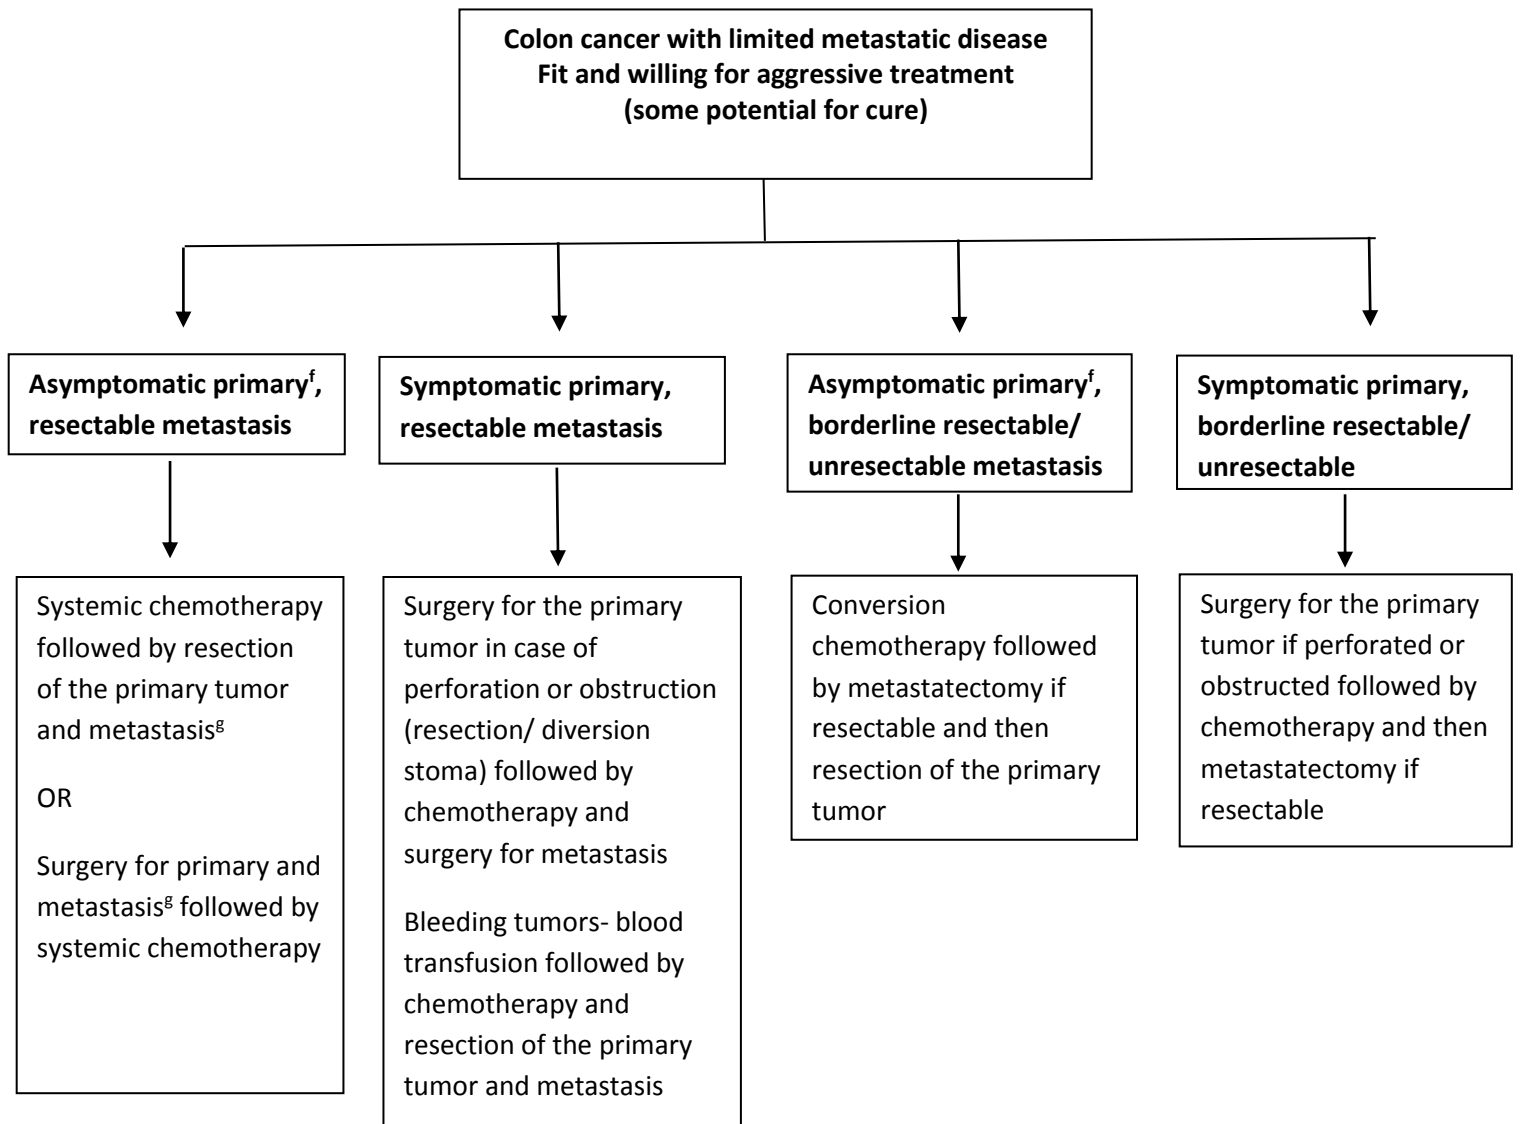 Colon cancer with limited metastatic disease
Fit and willing for aggressive treatment
(some potential for cure)
Asymptomatic primaryᶠ,
resectable metastasis
Symptomatic primary,
resectable metastasis
Asymptomatic primaryᶠ,
borderline resectable/
unresectable metastasis
Symptomatic primary,
borderline resectable/
unresectable
Systemic chemotherapy
followed by resection
of the primary tumor
and metastasisᵍ
OR
Surgery for primary and
metastasisᵍ followed by
systemic chemotherapy
Surgery for the primary
tumor in case of
perforation or obstruction
(resection/ diversion
stoma) followed by
chemotherapy and
surgery for metastasis
Bleeding tumors- blood
transfusion followed by
chemotherapy and
resection of the primary
tumor and metastasis
Conversion
chemotherapy followed
by metastatectomy if
resectable and then
resection of the primary
tumor
Surgery for the primary
tumor if perforated or
obstructed followed by
chemotherapy and then
metastatectomy if
resectable